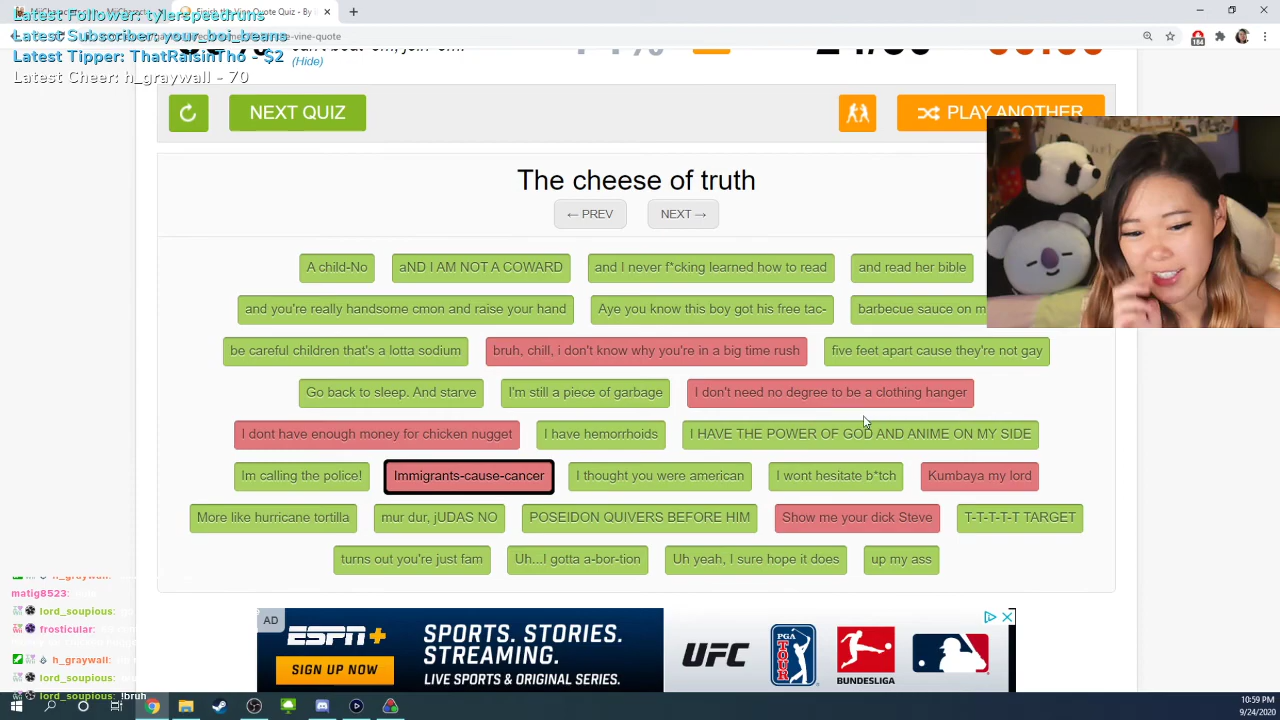 Latest Follower: tylerspeedruns
Latest Subscriber: your_boi_beans
Latest Tipper: ThatRaisinTho - $2
Latest Cheer: h_graywall - 70
Vine Quote Quiz - By
-vine-quote
184
(Hide)
NEXT QUIZ
PLAY ANOTHER
The cheese of truth
← PREV
NEXT →
A child-No
aND I AM NOT A COWARD
and I never f*cking learned how to read
and read her bible
and you're really handsome cmon and raise your hand
Aye you know this boy got his free tac-
barbecue sauce on m
be careful children that's a lotta sodium
bruh, chill, i don't know why you're in a big time rush
five feet apart cause they're not gay
Go back to sleep. And starve
I'm still a piece of garbage
I don't need no degree to be a clothing hanger
I dont have enough money for chicken nugget
I have hemorrhoids
I HAVE THE POWER OF GOD AND ANIME ON MY SIDE
Im calling the police!
Immigrants-cause-cancer
I thought you were american
I wont hesitate b*tch
Kumbaya my lord
More like hurricane tortilla
mur dur, jUDAS NO
POSEIDON QUIVERS BEFORE HIM
Show me your dick Steve
T-T-T-T-T TARGET
turns out you're just fam
Uh...I gotta a-bor-tion
Uh yeah, I sure hope it does
up my ass
h_graywall:
matig8523:
lord_soupious:
frosticular:
h_graywall:
lord_soupious:
lord_soupious: !bruh
AD
ESPN+
SIGN UP NOW
SPORTS. STORIES.
STREAMING.
LIVE SPORTS & ORIGINAL SERIES.
UFC
PGA TOUR
BUNDESLIGA
10:59 PM
9/24/2020